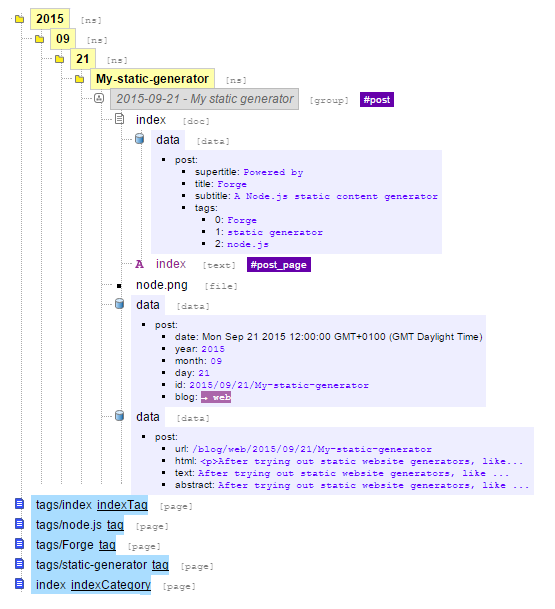 2015 [ns]
09 [ns]
21 [ns]
My-static-generator [ns]
2015-09-21 - My static generator [group] #post
index [doc]
data [data]
post:
supertitle: Powered by
title: Forge
subtitle: A Node.js static content generator
tags:
0: Forge
1: static generator
2: node.js
A index [text] #post_page
node.png [file]
data [data]
post:
date: Mon Sep 21 2015 12:00:00 GMT+0100 (GMT Daylight Time)
year: 2015
month: 09
day: 21
id: 2015/09/21/My-static-generator
blog: → web
data [data]
post:
url: /blog/web/2015/09/21/My-static-generator
html: <p>After trying out static website generators, like...
text: After trying out static website generators, like ...
abstract: After trying out static website generators, like ...
tags/index indexTag [page]
tags/node.js tag [page]
tags/Forge tag [page]
tags/static-generator tag [page]
index indexCategory [page]